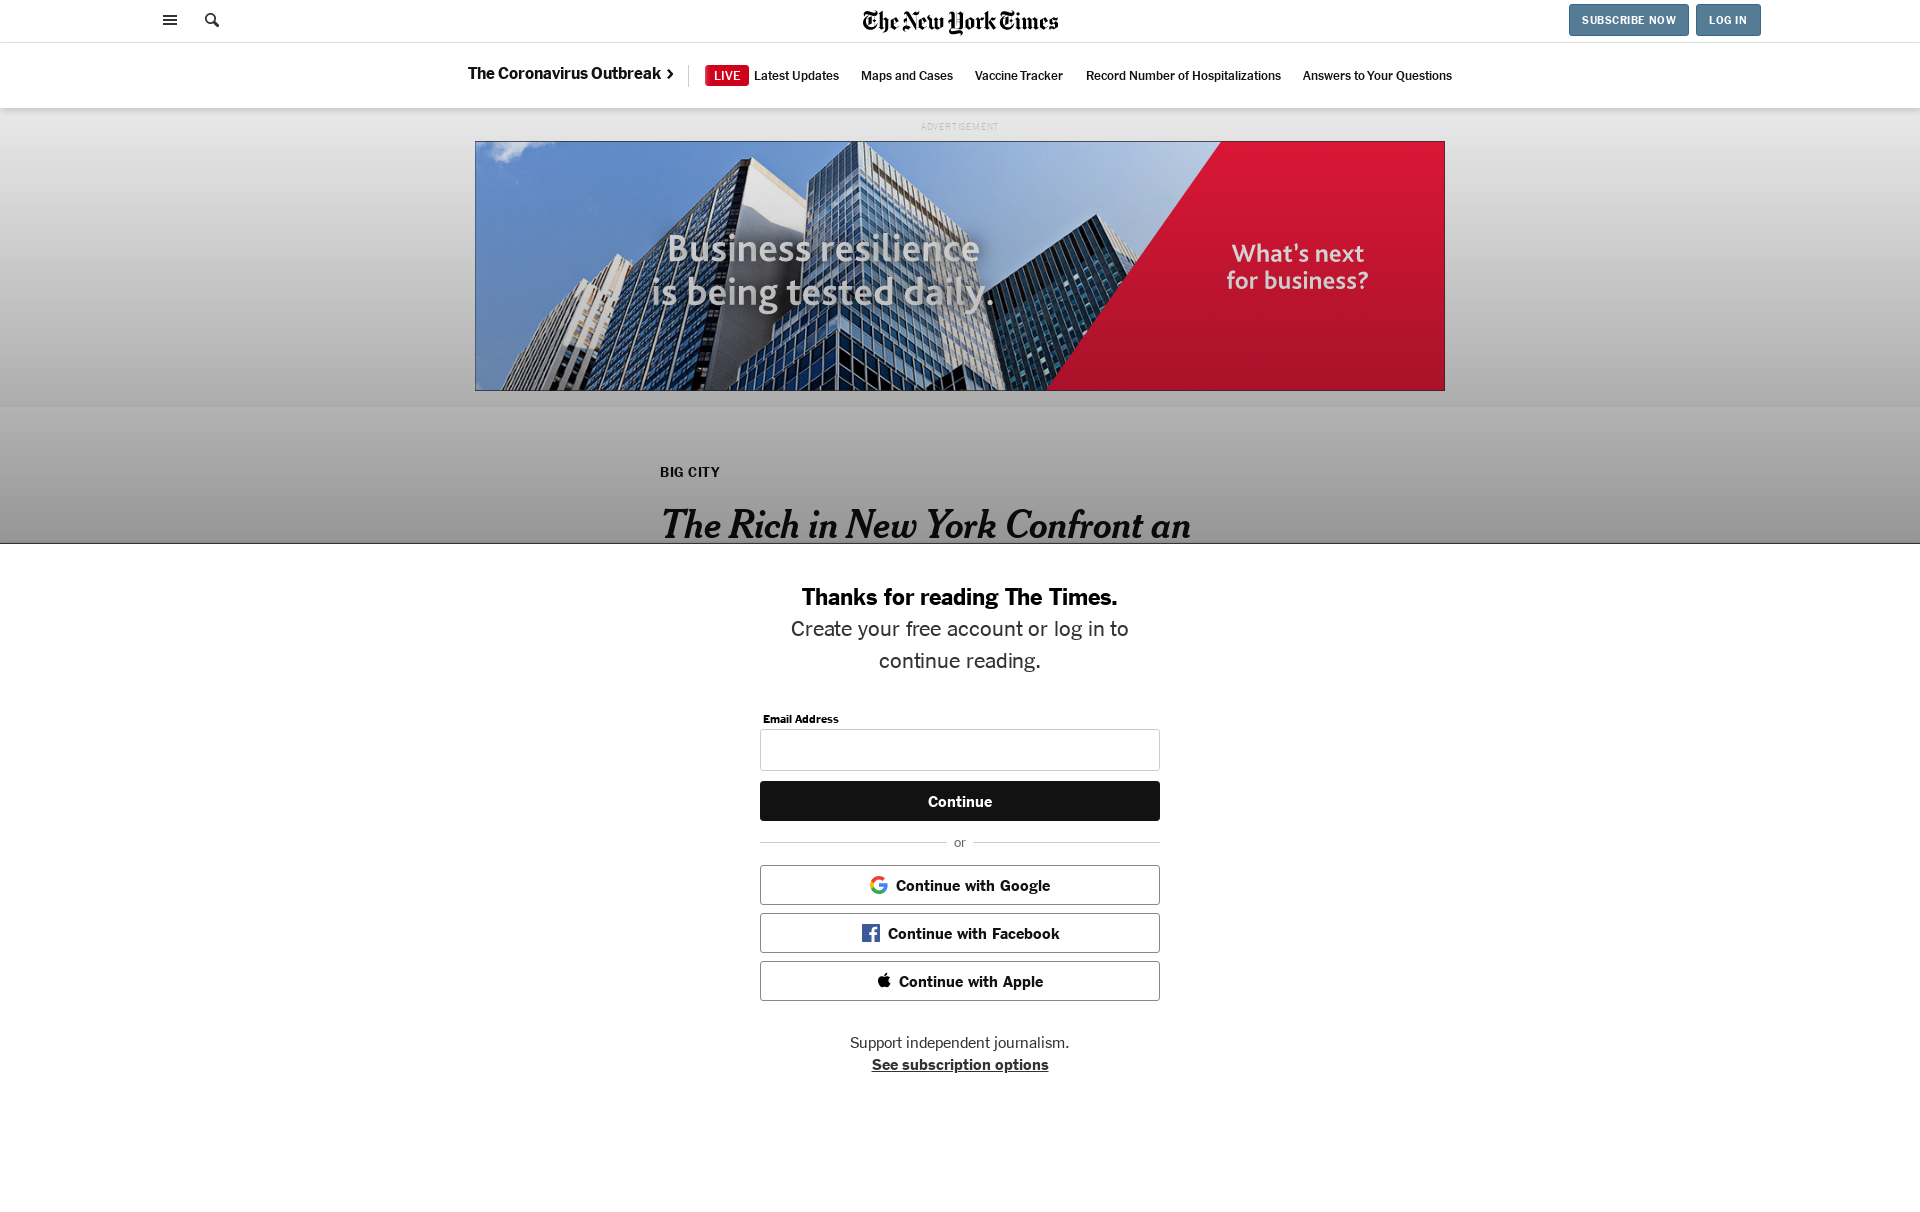 The New York Times
SUBSCRIBE NOW
LOG IN
The Coronavirus Outbreak
LIVE Latest Updates
Maps and Cases
Vaccine Tracker
Record Number of Hospitalizations
Answers to Your Questions
ADVERTISEMENT
Business resilience
is being tested daily.
What's next
for business?
BIG CITY
The Rich in New York Confront an
Thanks for reading The Times.
Create your free account or log in to
continue reading.
Email Address
Continue
or
Continue with Google
Continue with Facebook
Continue with Apple
Support independent journalism.
See subscription options